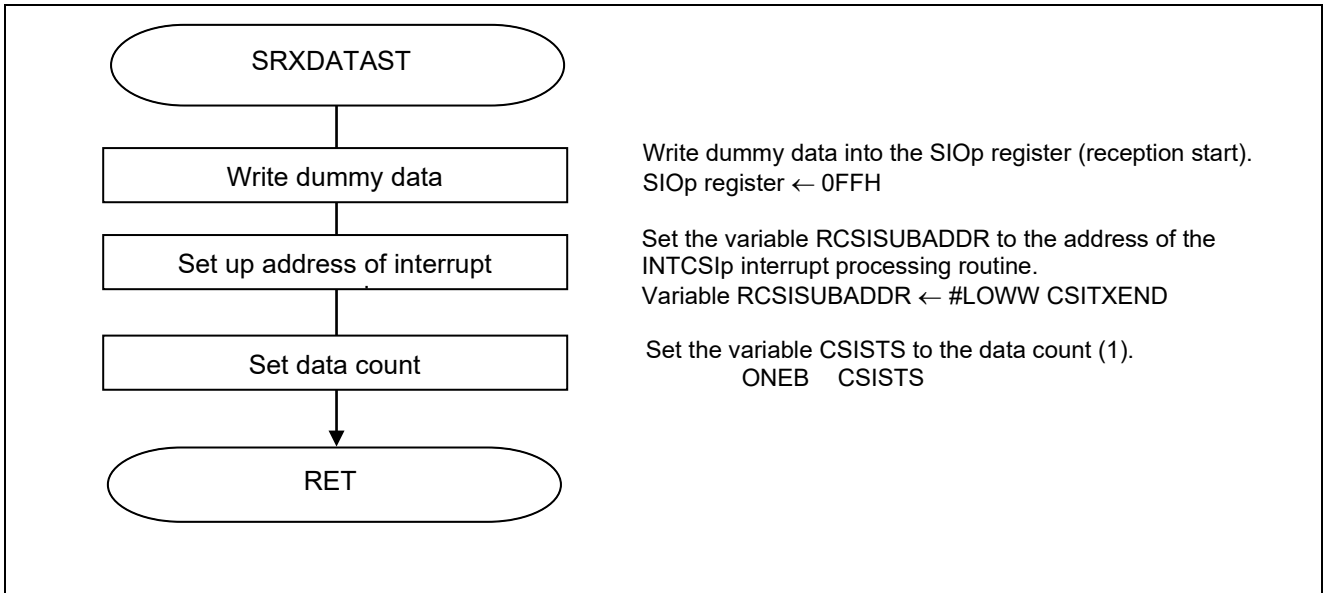 SRXDATAST
Write dummy data
Write dummy data into the SIOp register (reception start).
SIOp register ← 0FFH
Set up address of interrupt
Set the variable RCSISUBADDR to the address of the
INTCSIp interrupt processing routine.
Variable RCSISUBADDR ← #LOWW CSITXEND
Set data count
Set the variable CSISTS to the data count (1).
ONEB CSISTS
RET